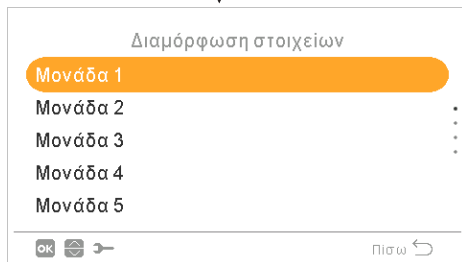 Διαμόρφωση στοιχείων
Μονάδα 1
Μονάδα 2
Μονάδα 3
Μονάδα 4
Μονάδα 5
OK Πίσω